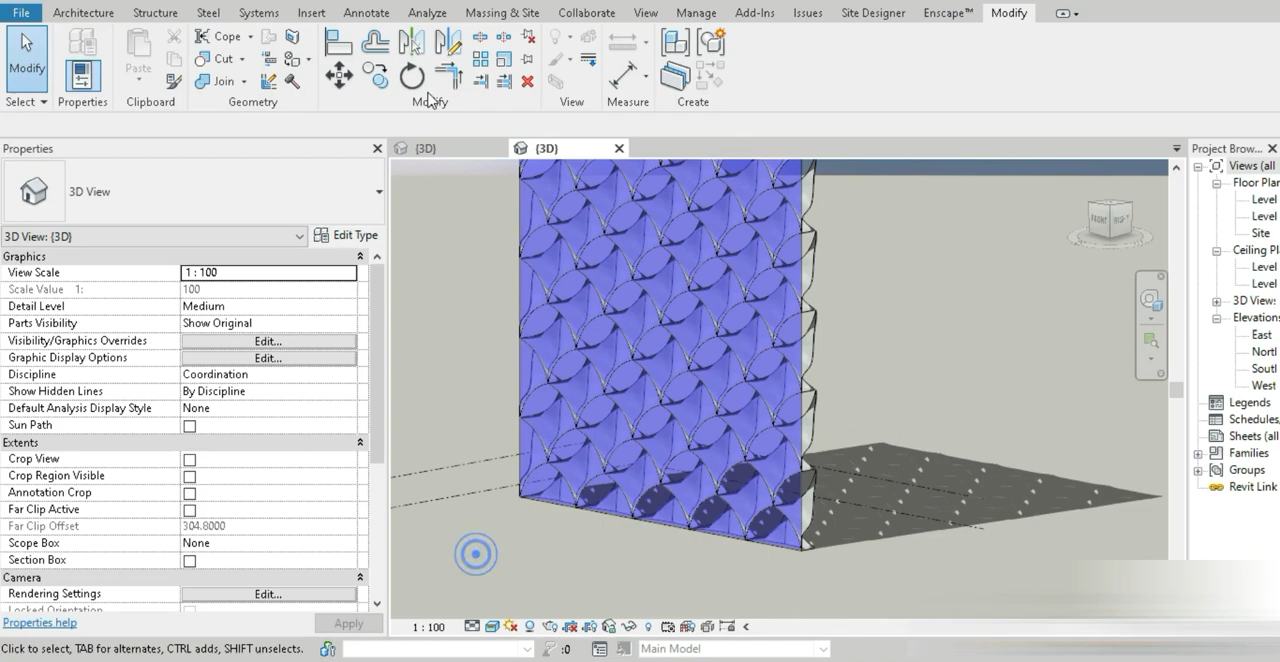 File Architecture Structure Steel Systems Insert Annotate Analyze Massing & Site Collaborate View Manage Add-Ins Issues Site Designer Enscape™ Modify
Modify
Paste
Cope
Cut
Join
Select Properties Clipboard Geometry Modify View Measure Create
Properties
{3D} {3D}
Project Brow...
3D View
3D View: {3D} Edit Type
Graphics
View Scale 1 : 100
Scale Value 1: 100
Detail Level Medium
Parts Visibility Show Original
Visibility/Graphics Overrides Edit...
Graphic Display Options Edit...
Discipline Coordination
Show Hidden Lines By Discipline
Default Analysis Display Style None
Sun Path
Extents
Crop View
Crop Region Visible
Annotation Crop
Far Clip Active
Far Clip Offset 304.8000
Scope Box None
Section Box
Camera
Rendering Settings Edit...
Locked Orientation
Properties help Apply
FRONT RIGHT
Views (all
Floor Plan
Level
Level
Site
Ceiling Pl
Level
Level
3D View:
Elevations
East
North
South
West
Legends
Schedules,
Sheets (all
Families
Groups
Revit Link
1 : 100
Click to select, TAB for alternates, CTRL adds, SHIFT unselects. :0 Main Model